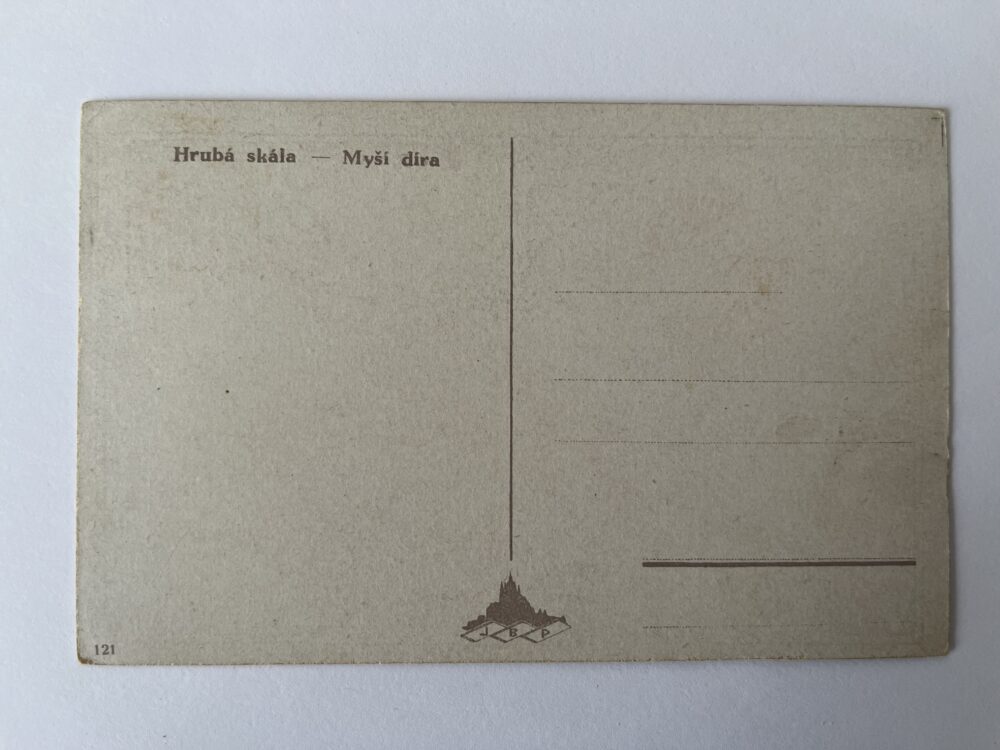 Hrubá skála — Myší díra
J B P
121